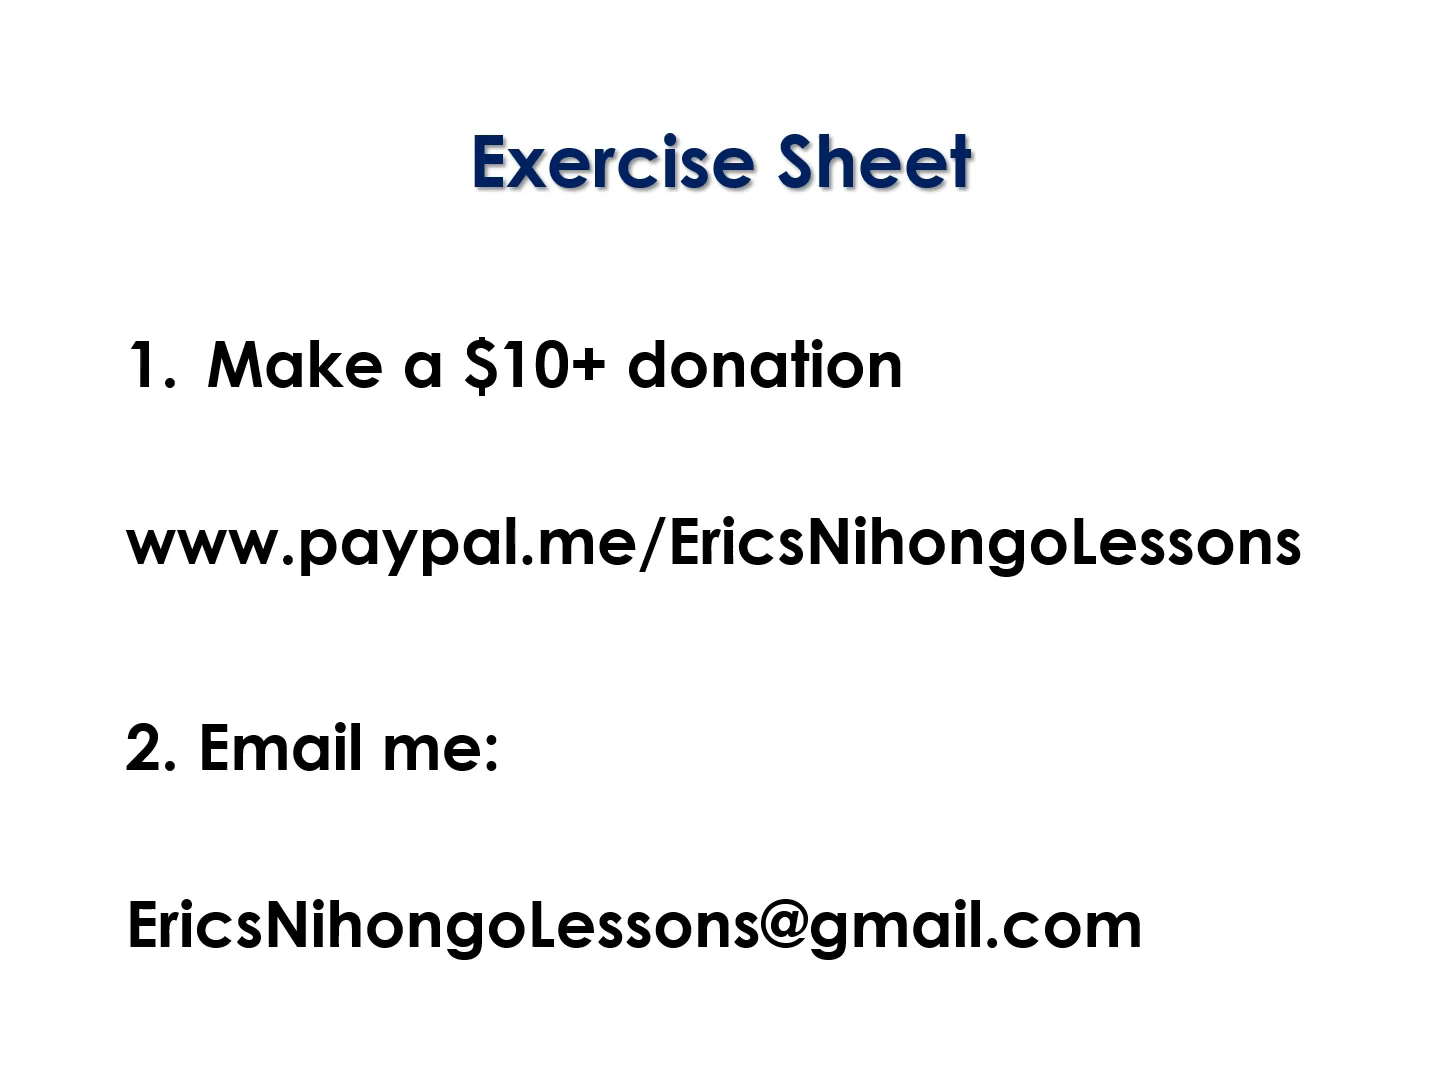 Exercise Sheet
1. Make a $10+ donation
www.paypal.me/EricsNihongoLessons
2. Email me:
EricsNihongoLessons@gmail.com